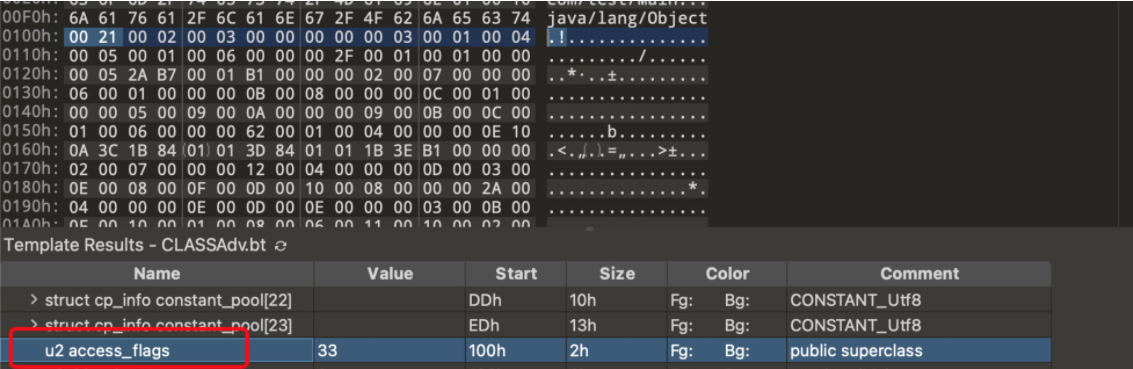 00F0h: 6A 61 76 61 2F 6C 61 6E 67 2F 4F 62 6A 65 63 74 java/lang/Object
0100h: 00 21 00 02 00 03 00 00 00 00 00 03 00 01 00 04 .!..............
0110h: 00 05 00 01 00 06 00 00 00 2F 00 01 00 01 00 00 ........./......
0120h: 00 05 2A B7 00 01 B1 00 00 00 02 00 07 00 00 00 ..*·..±.........
0130h: 06 00 01 00 00 00 0B 00 08 00 00 00 0C 00 01 00 ................
0140h: 00 00 05 00 09 00 0A 00 00 00 09 00 0B 00 0C 00 ................
0150h: 01 00 06 00 00 00 62 00 01 00 04 00 00 00 0E 10 ......b.........
0160h: 0A 3C 1B 84 01 01 3D 84 01 01 1B 3E B1 00 00 00 .<.„..=„...>±...
0170h: 02 00 07 00 00 00 12 00 04 00 00 00 0D 00 03 00 ................
0180h: 0E 00 08 00 0F 00 0D 00 10 00 08 00 00 00 2A 00 ..............*.
0190h: 04 00 00 00 0E 00 0D 00 0E 00 00 00 03 00 0B 00 ................
Template Results - CLASSAdv.bt
Name Value Start Size Color Comment
> struct cp_info constant_pool[22] DDh 10h Fg: Bg: CONSTANT_Utf8
> struct cp_info constant_pool[23] EDh 13h Fg: Bg: CONSTANT_Utf8
u2 access_flags 33 100h 2h Fg: Bg: public superclass